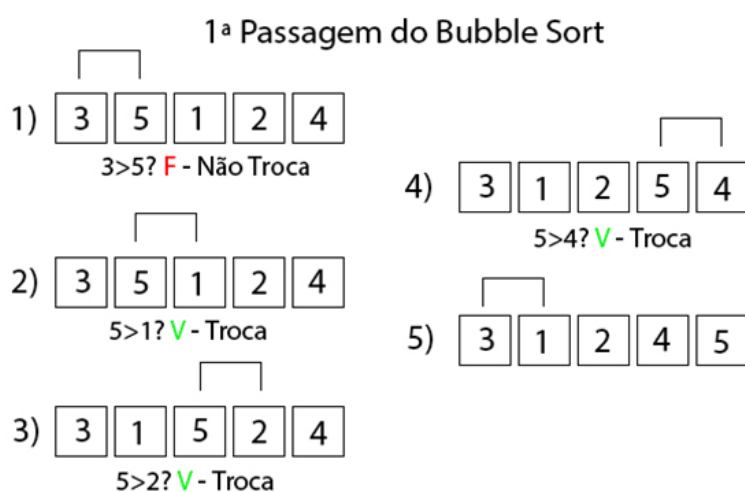 1ª Passagem do Bubble Sort
1) 3 5 1 2 4
3>5? F - Não Troca
2) 3 5 1 2 4
5>1? V - Troca
3) 3 1 5 2 4
5>2? V - Troca
4) 3 1 2 5 4
5>4? V - Troca
5) 3 1 2 4 5